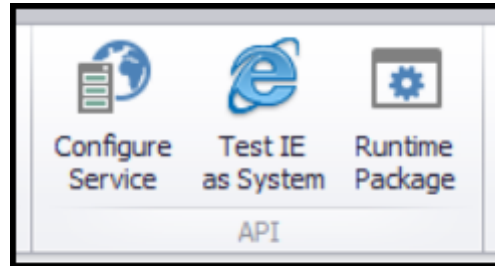 Configure Service
Test IE as System
Runtime Package
API